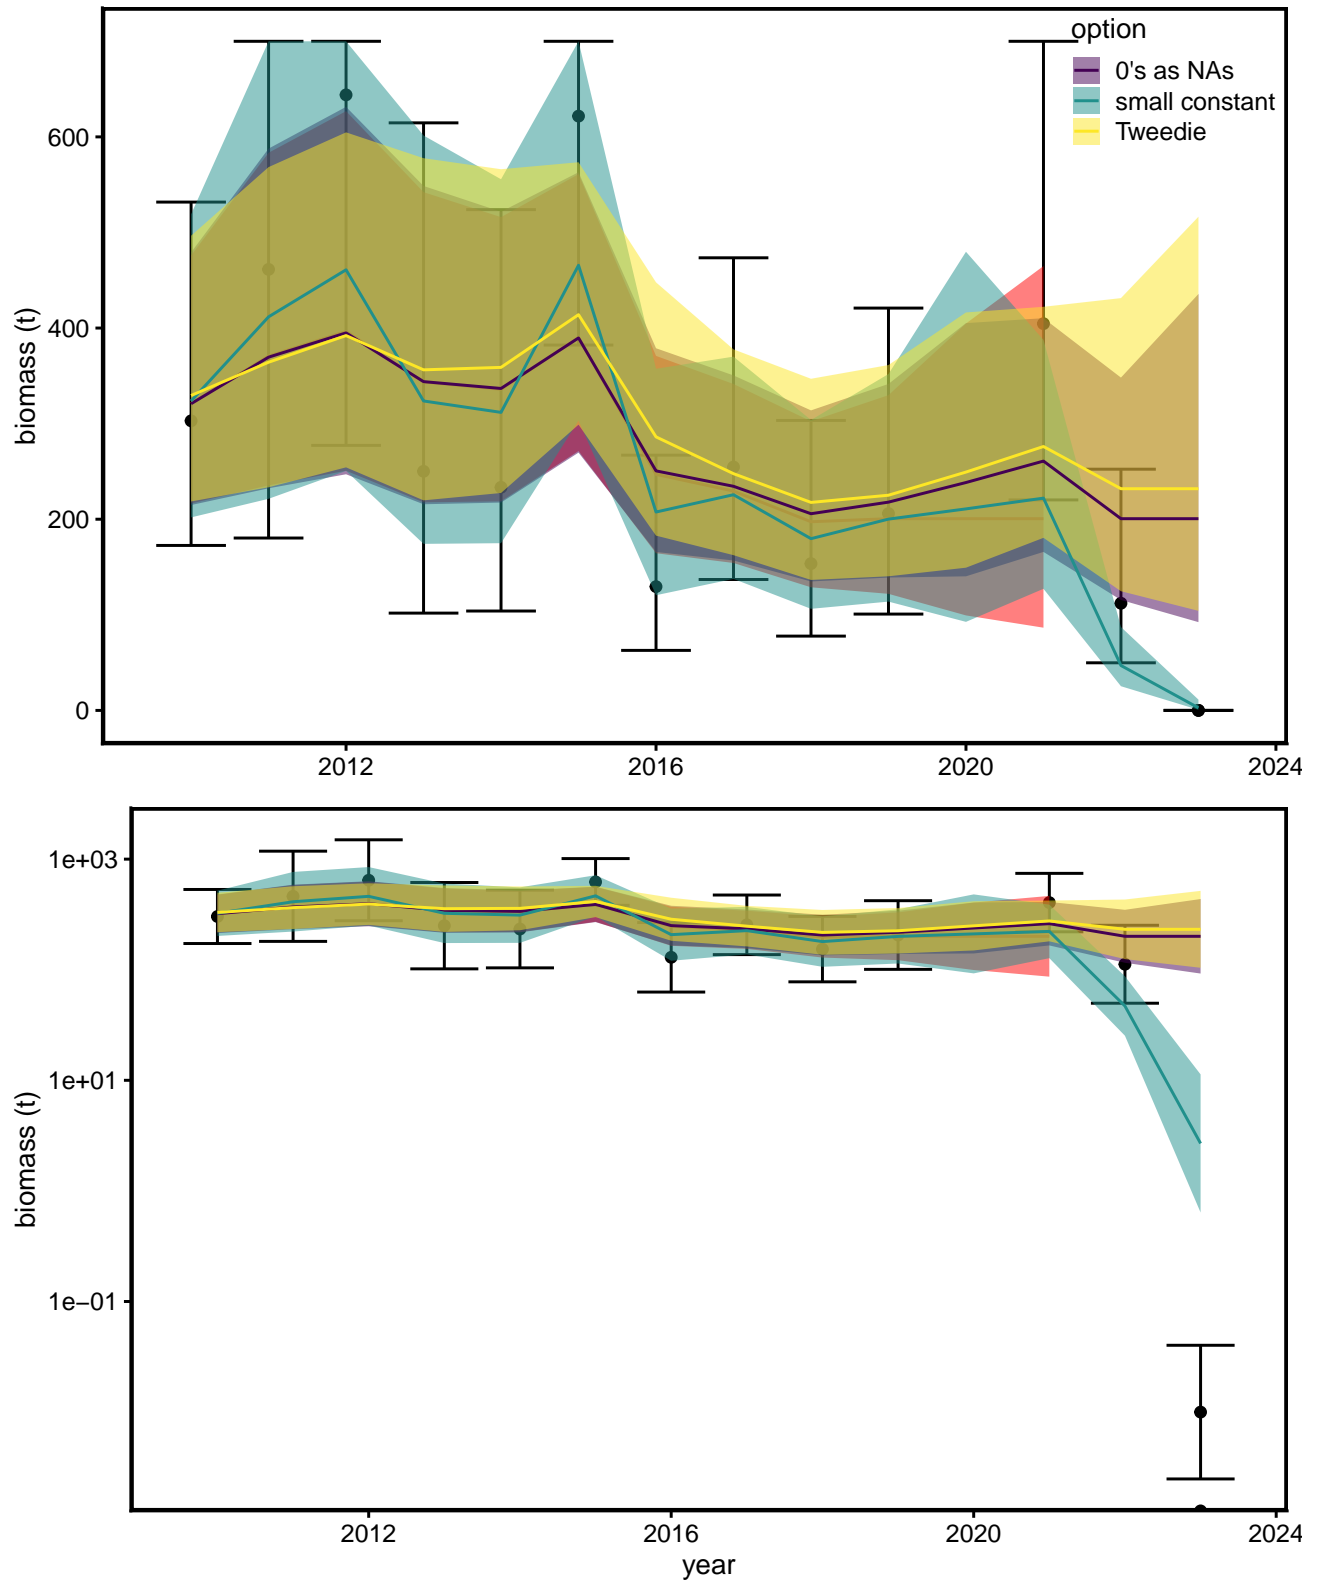 option
0's as NAs
small constant
Tweedie
biomass (t)
600
400
200
0
2012
2016
2020
2024
biomass (t)
1e+03
1e+01
1e−01
2012
2016
2020
2024
year